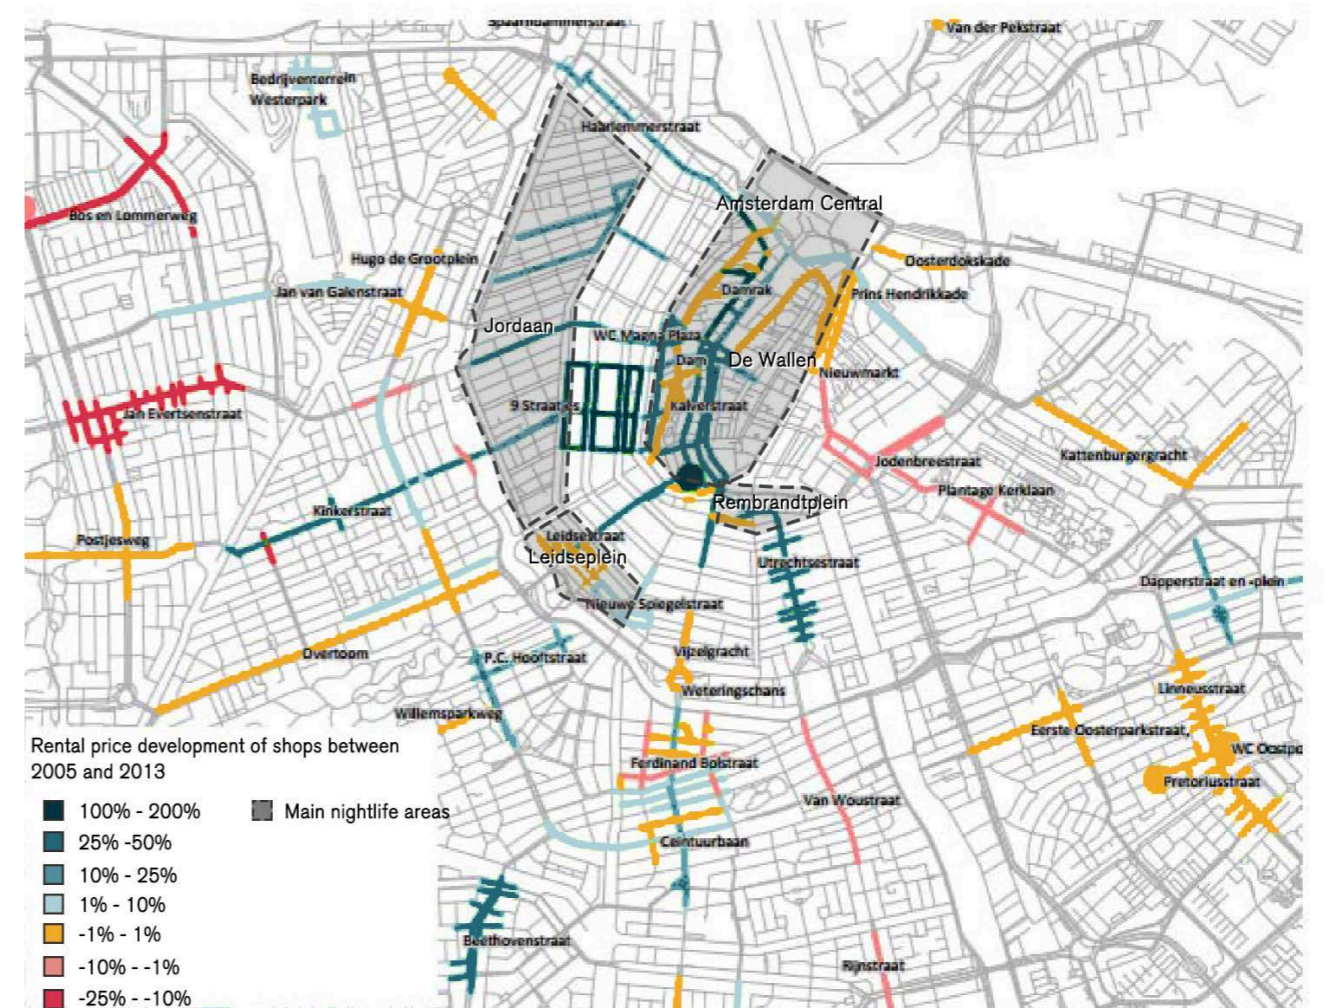 Spaarndammerstraat
Van der Pekstraat
Bedrijventerrein
Westerpark
Haarlemmerstraat
Amsterdam Central
Bos en Lommerweg
Hugo de Grootplein
Oosterdokskade
Jan van Galenstraat
Damrak
Prins Hendrikkade
Jordaan
WC Magna Plaza
Dam
De Wallen
Nieuwmarkt
9 Straatjes
Kalverstraat
Jan Evertsenstraat
Jodenbreestraat
Kattenburgergracht
Plantage Kerklaan
Rembrandtplein
Kinkerstraat
Leidsestraat
Postjesweg
Leidseplein
Utrechtsestraat
Dapperstraat en -plein
Nieuwe Spiegelstraat
Overtoom
P.C. Hooftstraat
Vijzelgracht
Weteringschans
Linneusstraat
Willemsparkweg
Eerste Oosterparkstraat,
WC Oostpo
Rental price development of shops between
2005 and 2013
Ferdinand Bolstraat
Pretoriusstraat
100% - 200%
Main nightlife areas
Van Woustraat
25% -50%
Ceintuurbaan
10% - 25%
1% - 10%
-1% - 1%
Beethovenstraat
-10% - -1%
Rijnstraat
-25% - -10%